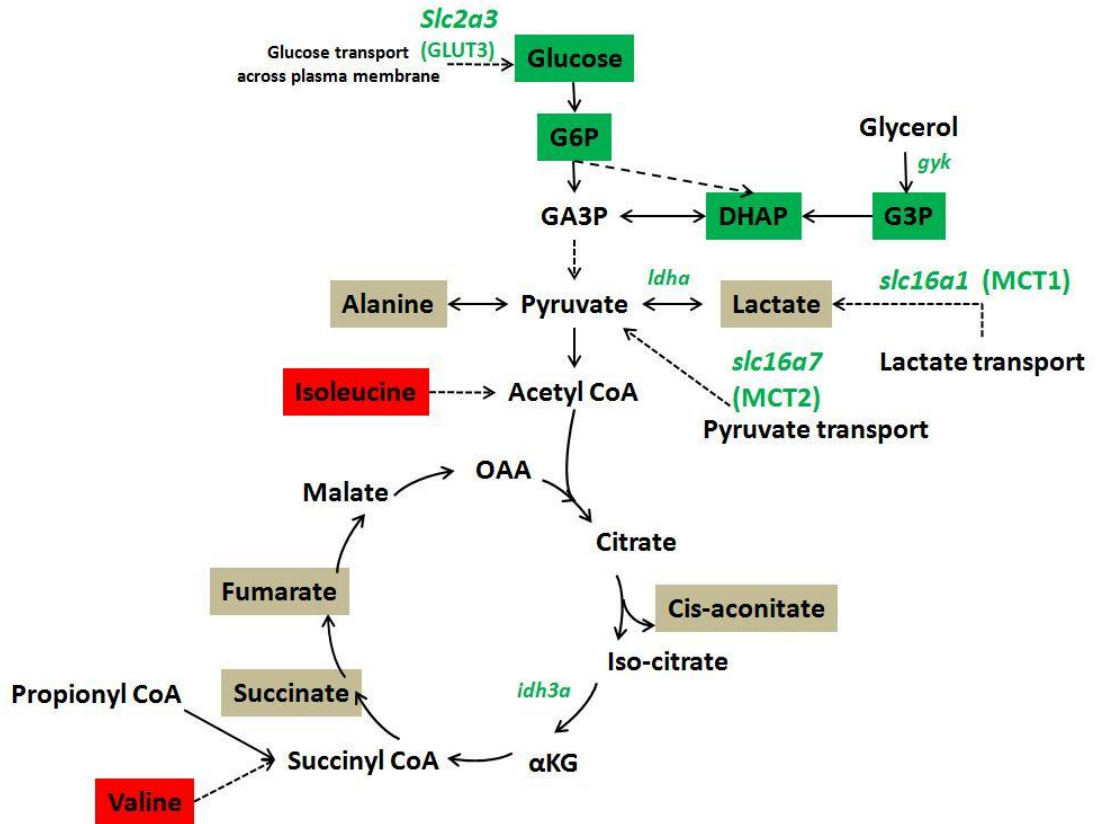 Slc2a3
(GLUT3)
Glucose transport
across plasma membrane
Glucose
G6P
Glycerol
gyk
GA3P
DHAP
G3P
ldha
slc16a1 (MCT1)
Alanine
Pyruvate
Lactate
slc16a7
(MCT2)
Lactate transport
Isoleucine
Acetyl CoA
Pyruvate transport
OAA
Malate
Citrate
Fumarate
Cis-aconitate
Iso-citrate
Propionyl CoA
Succinate
idh3a
Succinyl CoA
αKG
Valine